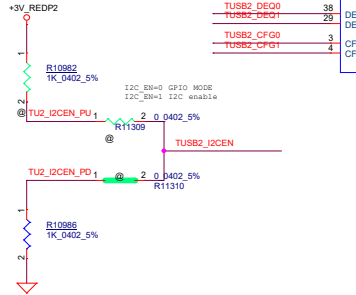 +3V_REDP2
TUSB2_DEQ0 38 DE
TUSB2_DEQ1 29 DE
TUSB2_CFG0 3 CF
TUSB2_CFG1 4 CF
1
R10982
1K_0402_5%
2
@
I2C_EN=0 GPIO MODE
I2C_EN=1 I2C enable
TU2_I2CEN_PU 1 2 0_0402_5%
R11309
@
TUSB2_I2CEN
TU2_I2CEN_PD 1 @ 2 0_0402_5%
R11310
1
R10986
1K_0402_5%
2